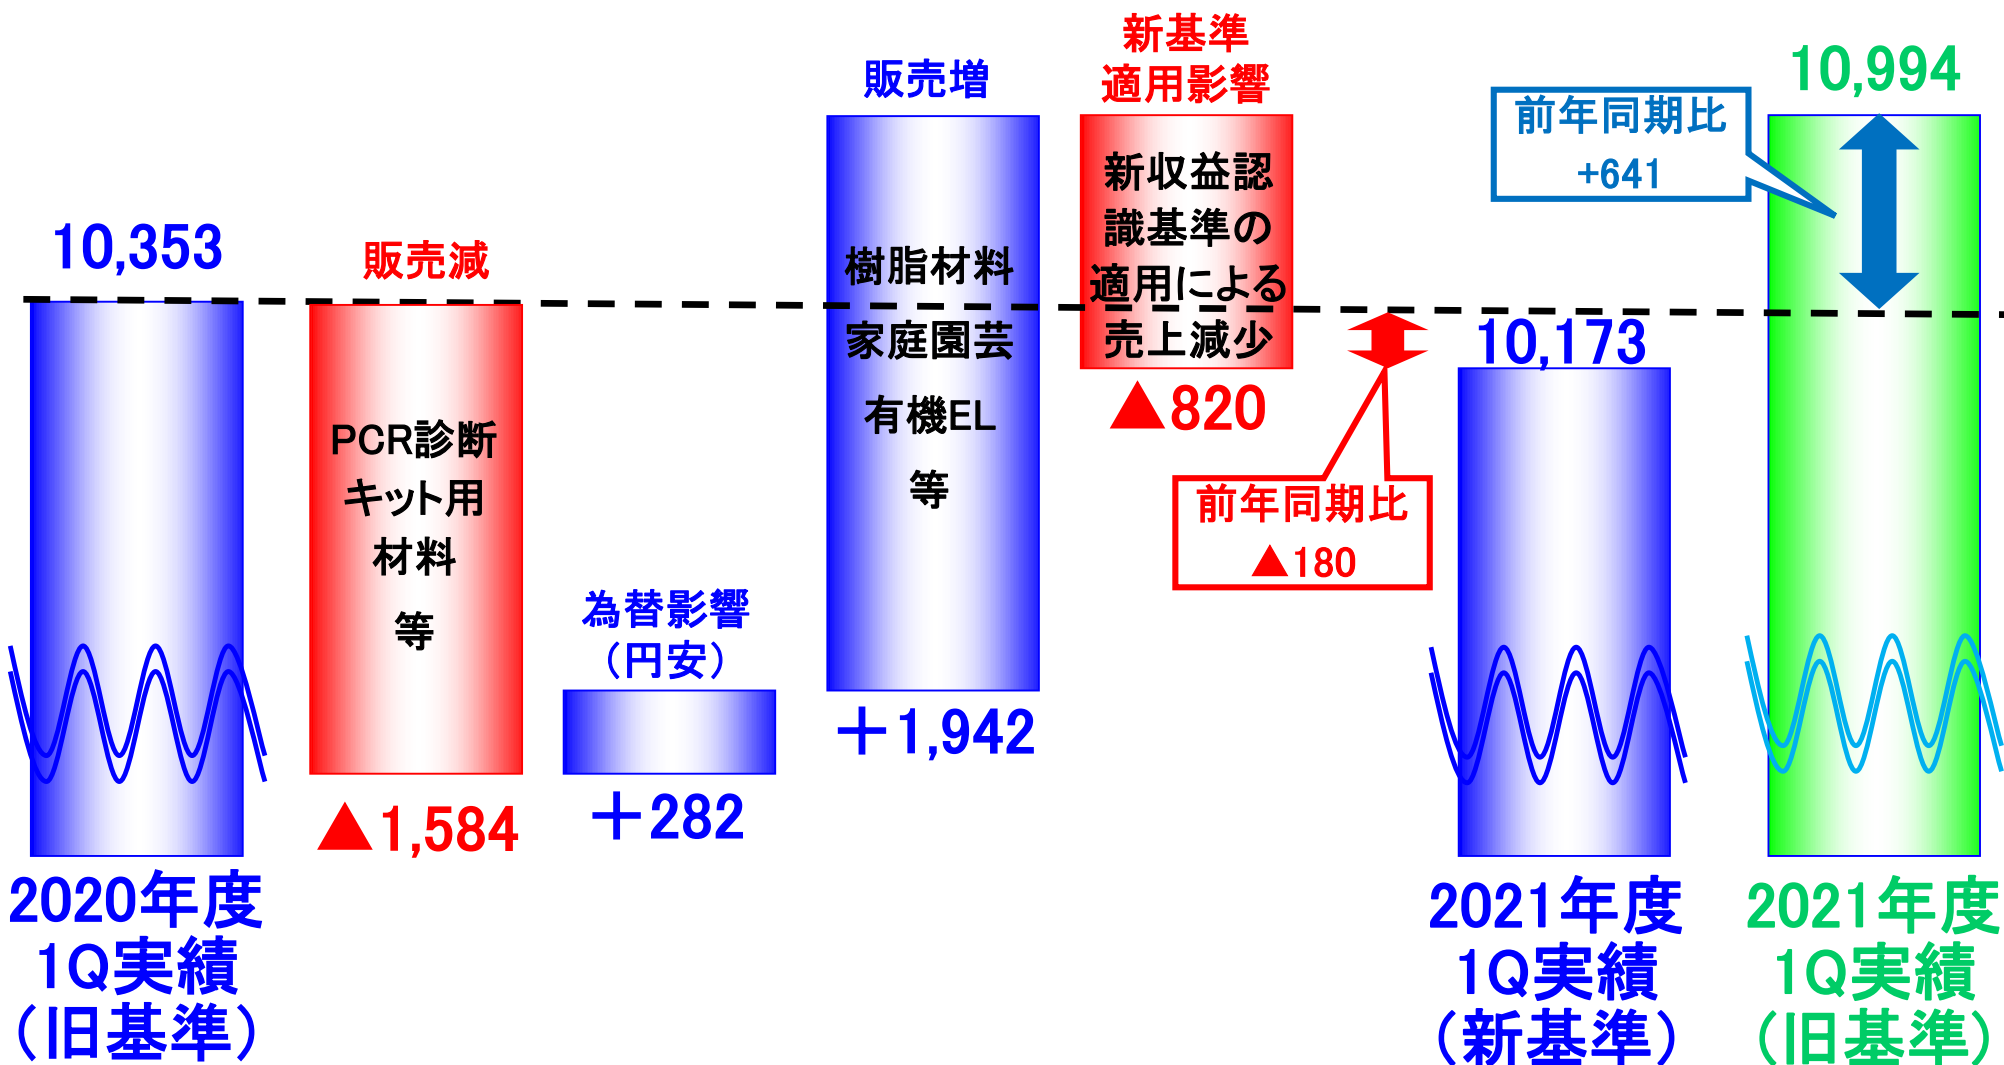 10,353
2020年度
1Q実績
(旧基準)
販売減
PCR診断
キット用
材料
等
▲1,584
為替影響
(円安)
+282
販売増
樹脂材料
家庭園芸
有機EL
等
+1,942
新基準
適用影響
新収益認
識基準の
適用による
売上減少
▲820
前年同期比
▲180
10,173
2021年度
1Q実績
(新基準)
前年同期比
+641
10,994
2021年度
1Q実績
(旧基準)